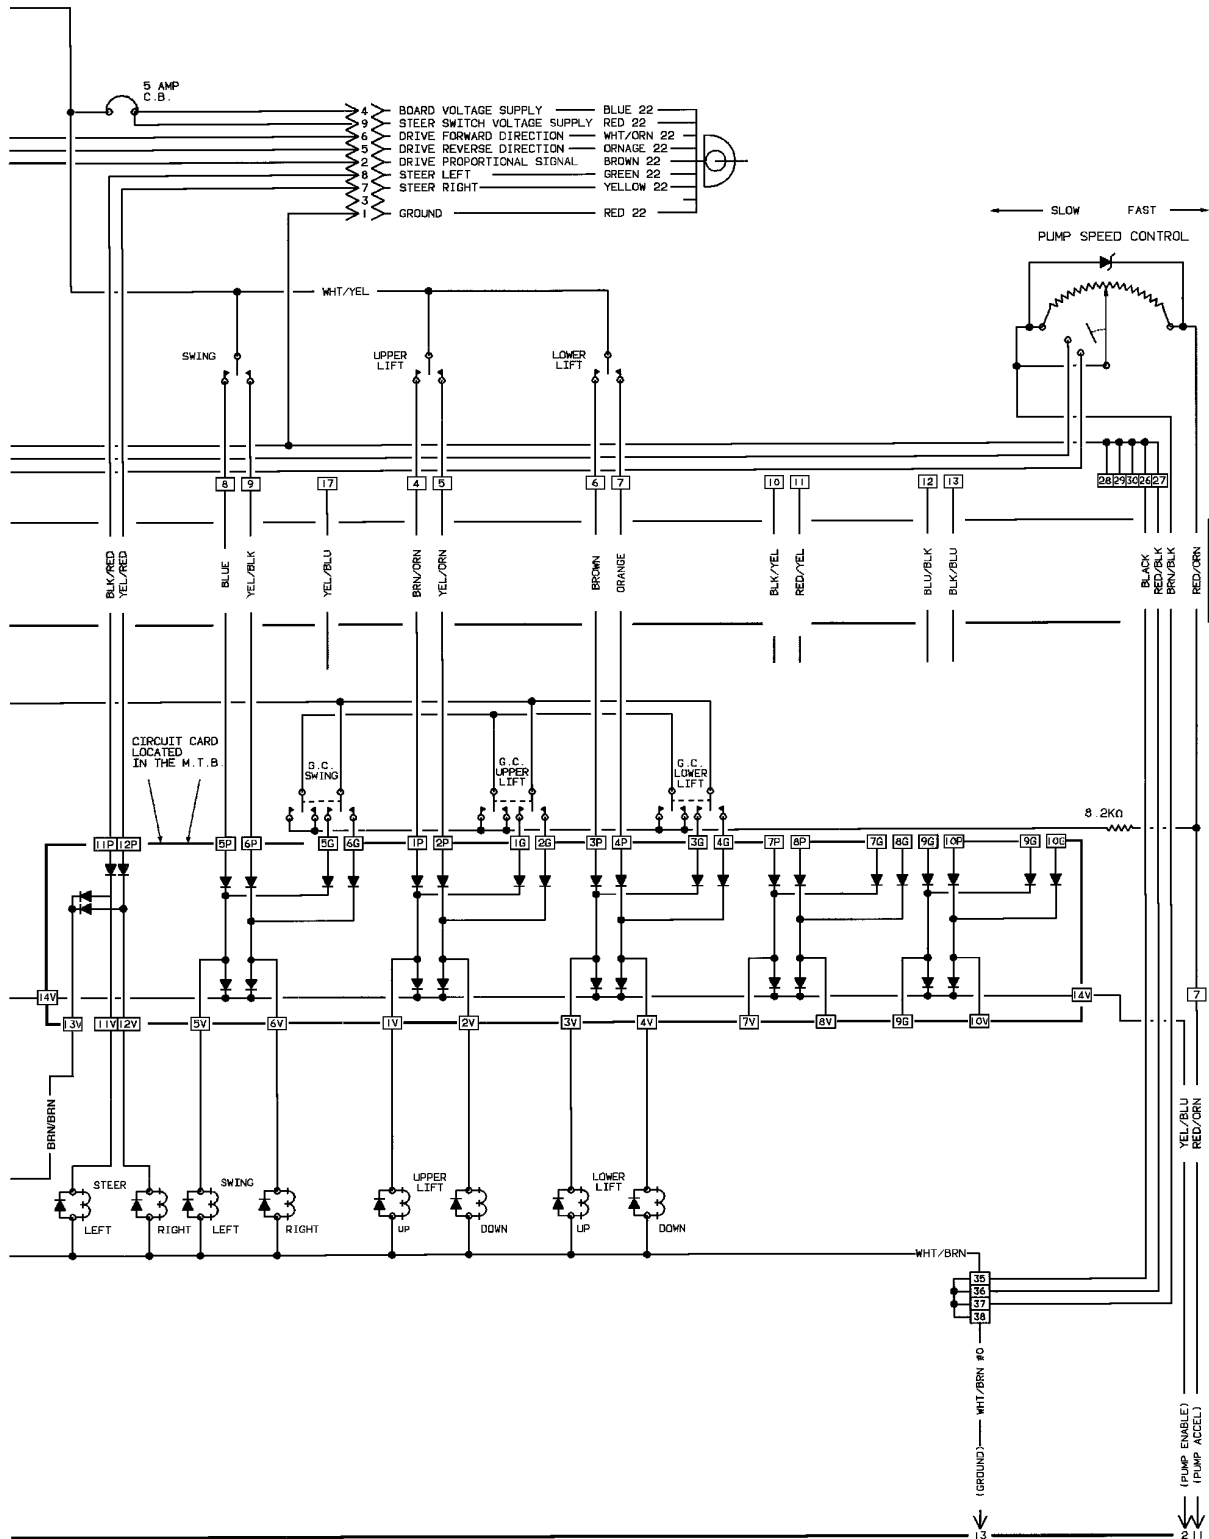 5 AMP
C.B.
4 BOARD VOLTAGE SUPPLY BLUE 22
9 STEER SWITCH VOLTAGE SUPPLY RED 22
6 DRIVE FORWARD DIRECTION WHT/ORN 22
5 DRIVE REVERSE DIRECTION ORNAGE 22
2 DRIVE PROPORTIONAL SIGNAL BROWN 22
8 STEER LEFT GREEN 22
7 STEER RIGHT YELLOW 22
3
1 GROUND RED 22
SLOW FAST
PUMP SPEED CONTROL
WHT/YEL
SWING
UPPER
LIFT
LOWER
LIFT
8 9 17 4 5 6 7 10 11 12 13
28 29 30 26 27
BLK/RED
YEL/RED
BLUE
YEL/BLK
YEL/BLU
BRN/ORN
YEL/ORN
BROWN
ORANGE
BLK/YEL
RED/YEL
BLU/BLK
BLK/BLU
BLACK
RED/BLK
BRN/BLK
RED/ORN
CIRCUIT CARD
LOCATED
IN THE M.T.B.
G.C.
SWING
G.C.
UPPER
LIFT
G.C.
LOWER
LIFT
8.2KΩ
11P 12P 5P 6P 5G 6G 1P 2P 1G 2G 3P 4P 3G 4G 7P 8P 7G 8G 9G 10P 9G 10G
14V 14V 7
13V 11V 12V 5V 6V 1V 2V 3V 4V 7V 8V 9G 10V
BRN/BRN
YEL/BLU
RED/ORN
STEER
LEFT RIGHT
SWING
LEFT RIGHT
UPPER
LIFT
UP DOWN
LOWER
LIFT
UP DOWN
WHT/BRN
35
36
37
38
WHT/BRN #0
(GROUND)
(PUMP ENABLE)
(PUMP ACCEL)
13 2 11